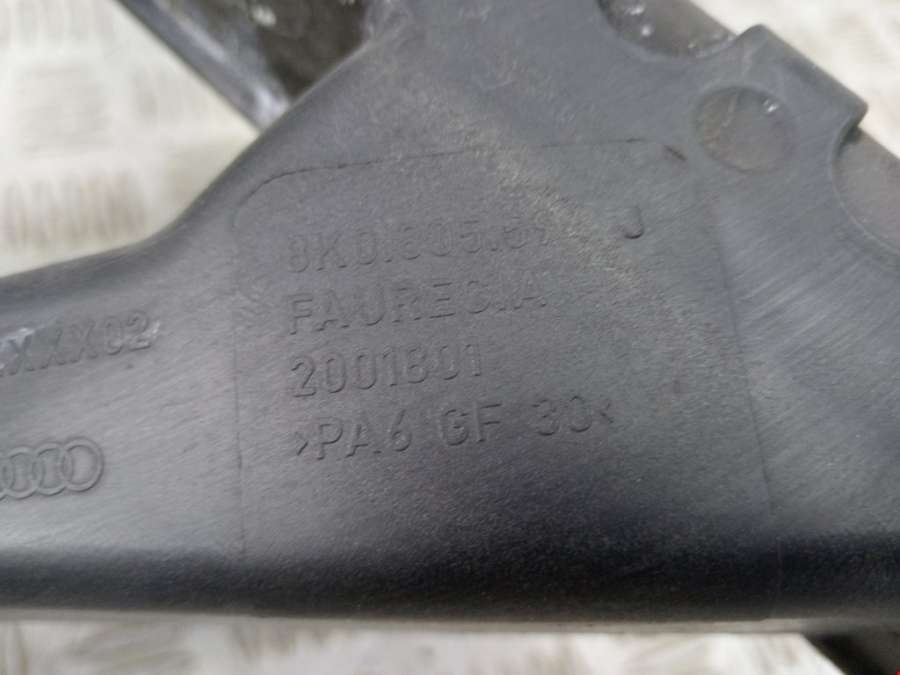 FAURECIA
2001801
>PA6 GF 30<
XXX02